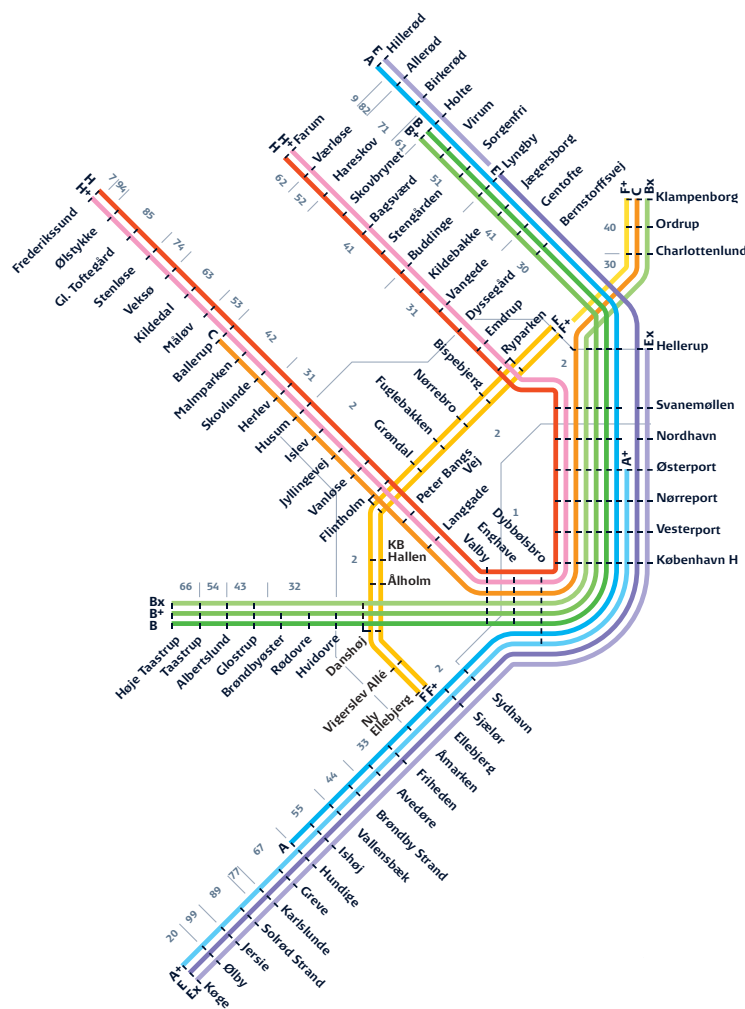 E
A
Hillerød
Allerød
Birkerød
Holte
Virum
Sorgenfri
Lyngby
Jægersborg
Gentofte
Bernstorffsvej
9
82
71
61
51
41
30
B
B+
E
H
H+
Farum
Værløse
Hareskov
Skovbrynet
Bagsværd
Stengården
Buddinge
Kildebakke
Vangede
Dyssegård
Emdrup
Ryparken
62
52
41
31
F+
C
Bx
Klampenborg
Ordrup
Charlottenlund
40
30
H
H+
Frederikssund
Ølstykke
Gl. Toftegård
Stenløse
Veksø
Kildedal
Måløv
Ballerup
Malmparken
Skovlunde
Herlev
Husum
Islev
Jyllingevej
Vanløse
Flintholm
7
94
85
74
63
53
42
31
2
C
F
F+
Bispebjerg
Nørrebro
Fuglebakken
Grøndal
2
Peter Bangs
Vej
Langgade
Valby
Enghave
Dybbølsbro
2
Ex
Hellerup
Svanemøllen
Nordhavn
A+
Østerport
Nørreport
Vesterport
København H
1
KB
Hallen
Ålholm
2
66
54
43
32
Bx
B+
B
Høje Taastrup
Taastrup
Albertslund
Glostrup
Brøndbyøster
Rødovre
Hvidovre
Danshøj
Vigerslev Allé
Ny
Ellebjerg
F
F+
2
Sydhavn
Sjælør
Ellebjerg
Åmarken
Friheden
Avedøre
Brøndby Strand
Vallensbæk
Ishøj
Hundige
Greve
Karlslunde
Solrød Strand
Jersie
Ølby
Køge
33
44
55
67
77
89
99
20
A
A+
E
Ex